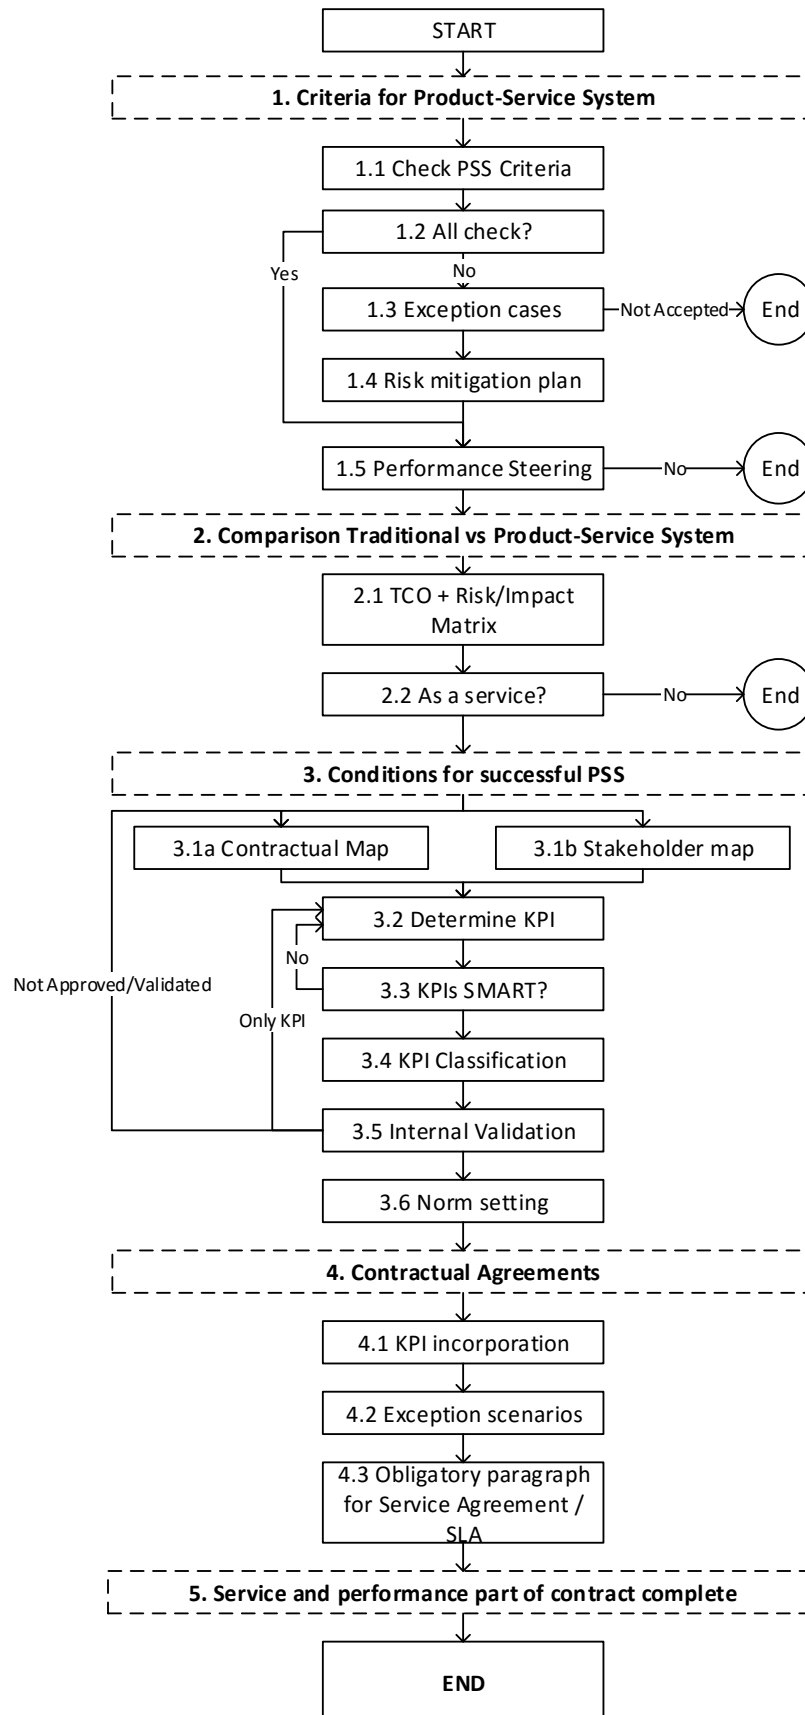 START
1. Criteria for Product-Service System
1.1 Check PSS Criteria
1.2 All check?
Yes
No
1.3 Exception cases
Not Accepted
End
1.4 Risk mitigation plan
1.5 Performance Steering
No
End
2. Comparison Traditional vs Product-Service System
2.1 TCO + Risk/Impact
Matrix
2.2 As a service?
No
End
3. Conditions for successful PSS
3.1a Contractual Map
3.1b Stakeholder map
3.2 Determine KPI
No
Not Approved/Validated
3.3 KPIs SMART?
Only KPI
3.4 KPI Classification
3.5 Internal Validation
3.6 Norm setting
4. Contractual Agreements
4.1 KPI incorporation
4.2 Exception scenarios
4.3 Obligatory paragraph
for Service Agreement /
SLA
5. Service and performance part of contract complete
END